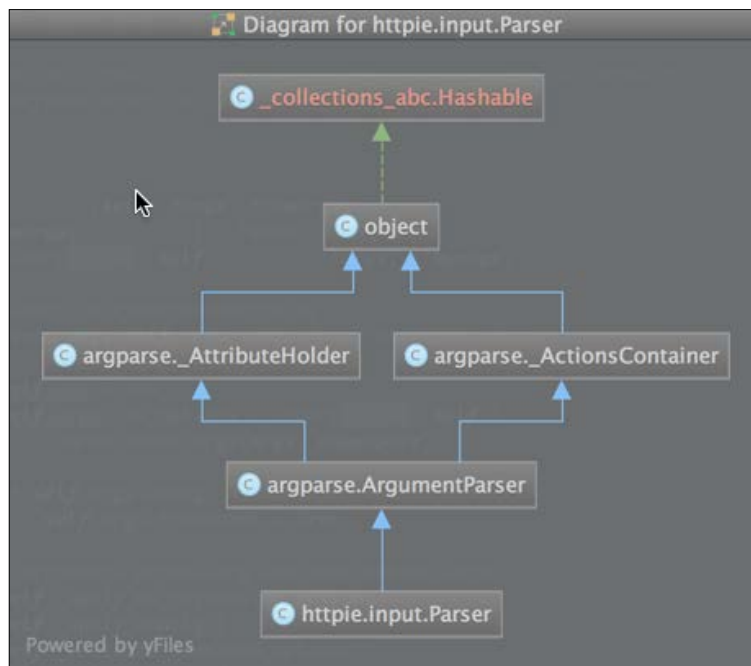 Diagram for httpie.input.Parser
C _collections_abc.Hashable
C object
C argparse._AttributeHolder
C argparse._ActionsContainer
C argparse.ArgumentParser
C httpie.input.Parser
Powered by yFiles